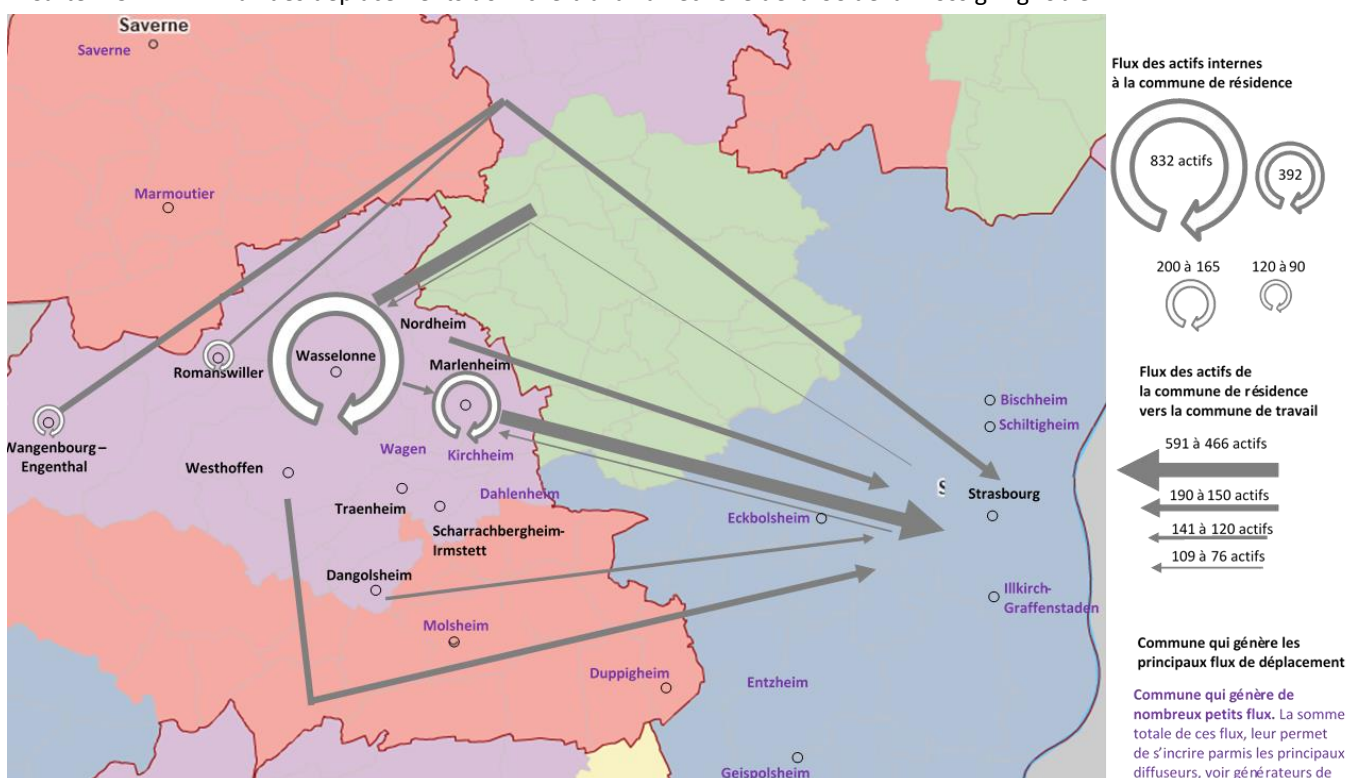 Saverne
Saverne
Marmoutier
Nordheim
Wasselonne
Marlenheim
Romanswiller
Wangenbourg –
Engenthal
Westhoffen
Wagen
Kirchheim
Traenheim
Dahlenheim
Scharrachbergheim-
Irmstett
Dangolsheim
Molsheim
Duppigheim
Entzheim
Geispolsheim
Eckbolsheim
S
Strasbourg
Bischheim
Schiltigheim
Illkirch-
Graffenstaden
Flux des actifs internes
à la commune de résidence
832 actifs
392
200 à 165
120 à 90
Flux des actifs de
la commune de résidence
vers la commune de travail
591 à 466 actifs
190 à 150 actifs
141 à 120 actifs
109 à 76 actifs
Commune qui génère les
principaux flux de déplacement
Commune qui génère de
nombreux petits flux. La somme
totale de ces flux, leur permet
de s'incrire parmis les principaux
diffuseurs, voir générateurs de